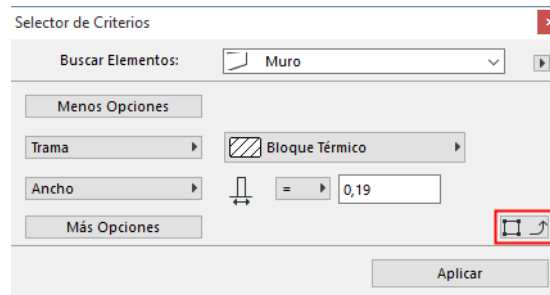 Selector de Criterios
Buscar Elementos: Muro
Menos Opciones
Trama Bloque Térmico
Ancho = 0,19
Más Opciones
Aplicar